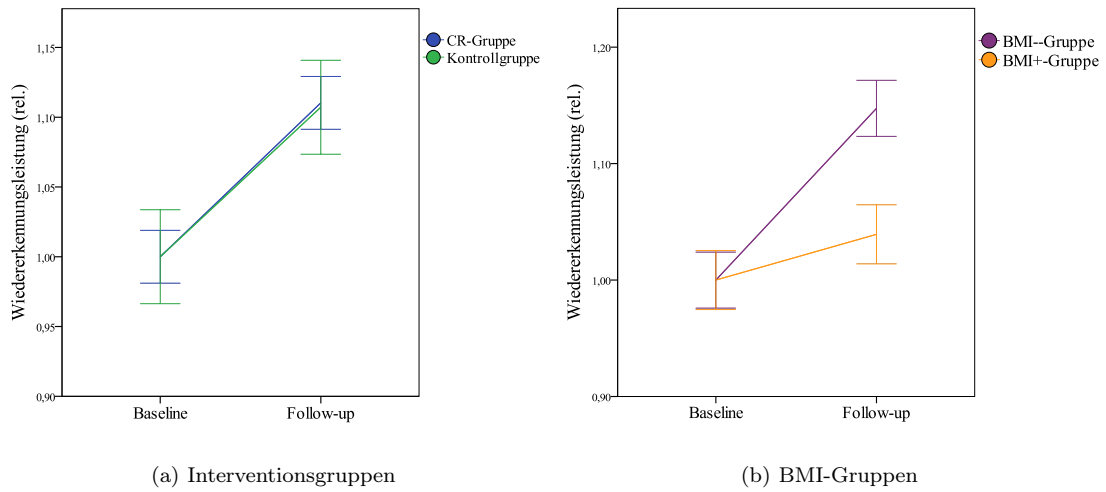 Wiedererkennungsleistung (rel.)
1,15
1,10
1,05
1,00
0,95
0,90
Baseline
Follow-up
CR-Gruppe
Kontrollgruppe
(a) Interventionsgruppen
Wiedererkennungsleistung (rel.)
1,20
1,10
1,00
0,90
Baseline
Follow-up
BMI--Gruppe
BMI+-Gruppe
(b) BMI-Gruppen